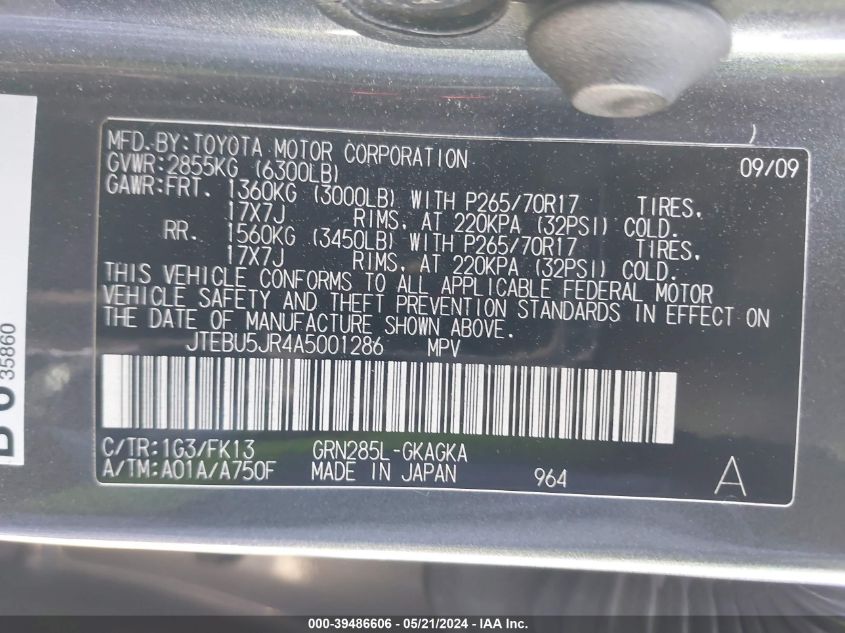 MFD.BY:TOYOTA MOTOR CORPORATION 09/09
GVWR:2855KG (6300LB)
GAWR:FRT. 1360KG (3000LB) WITH P265/70R17 TIRES,
17X7J RIMS, AT 220KPA (32PSI) COLD.
RR. 1560KG (3450LB) WITH P265/70R17 TIRES,
17X7J RIMS, AT 220KPA (32PSI) COLD.
THIS VEHICLE CONFORMS TO ALL APPLICABLE FEDERAL MOTOR
VEHICLE SAFETY AND THEFT PREVENTION STANDARDS IN EFFECT ON
THE DATE OF MANUFACTURE SHOWN ABOVE.
JTEBU5JR4A5001286 MPV
C/TR:1G3/FK13 GRN285L-GKAGKA
A/TM:A01A/A750F MADE IN JAPAN 964 A
35860
000-39486606 - 05/21/2024 - IAA Inc.